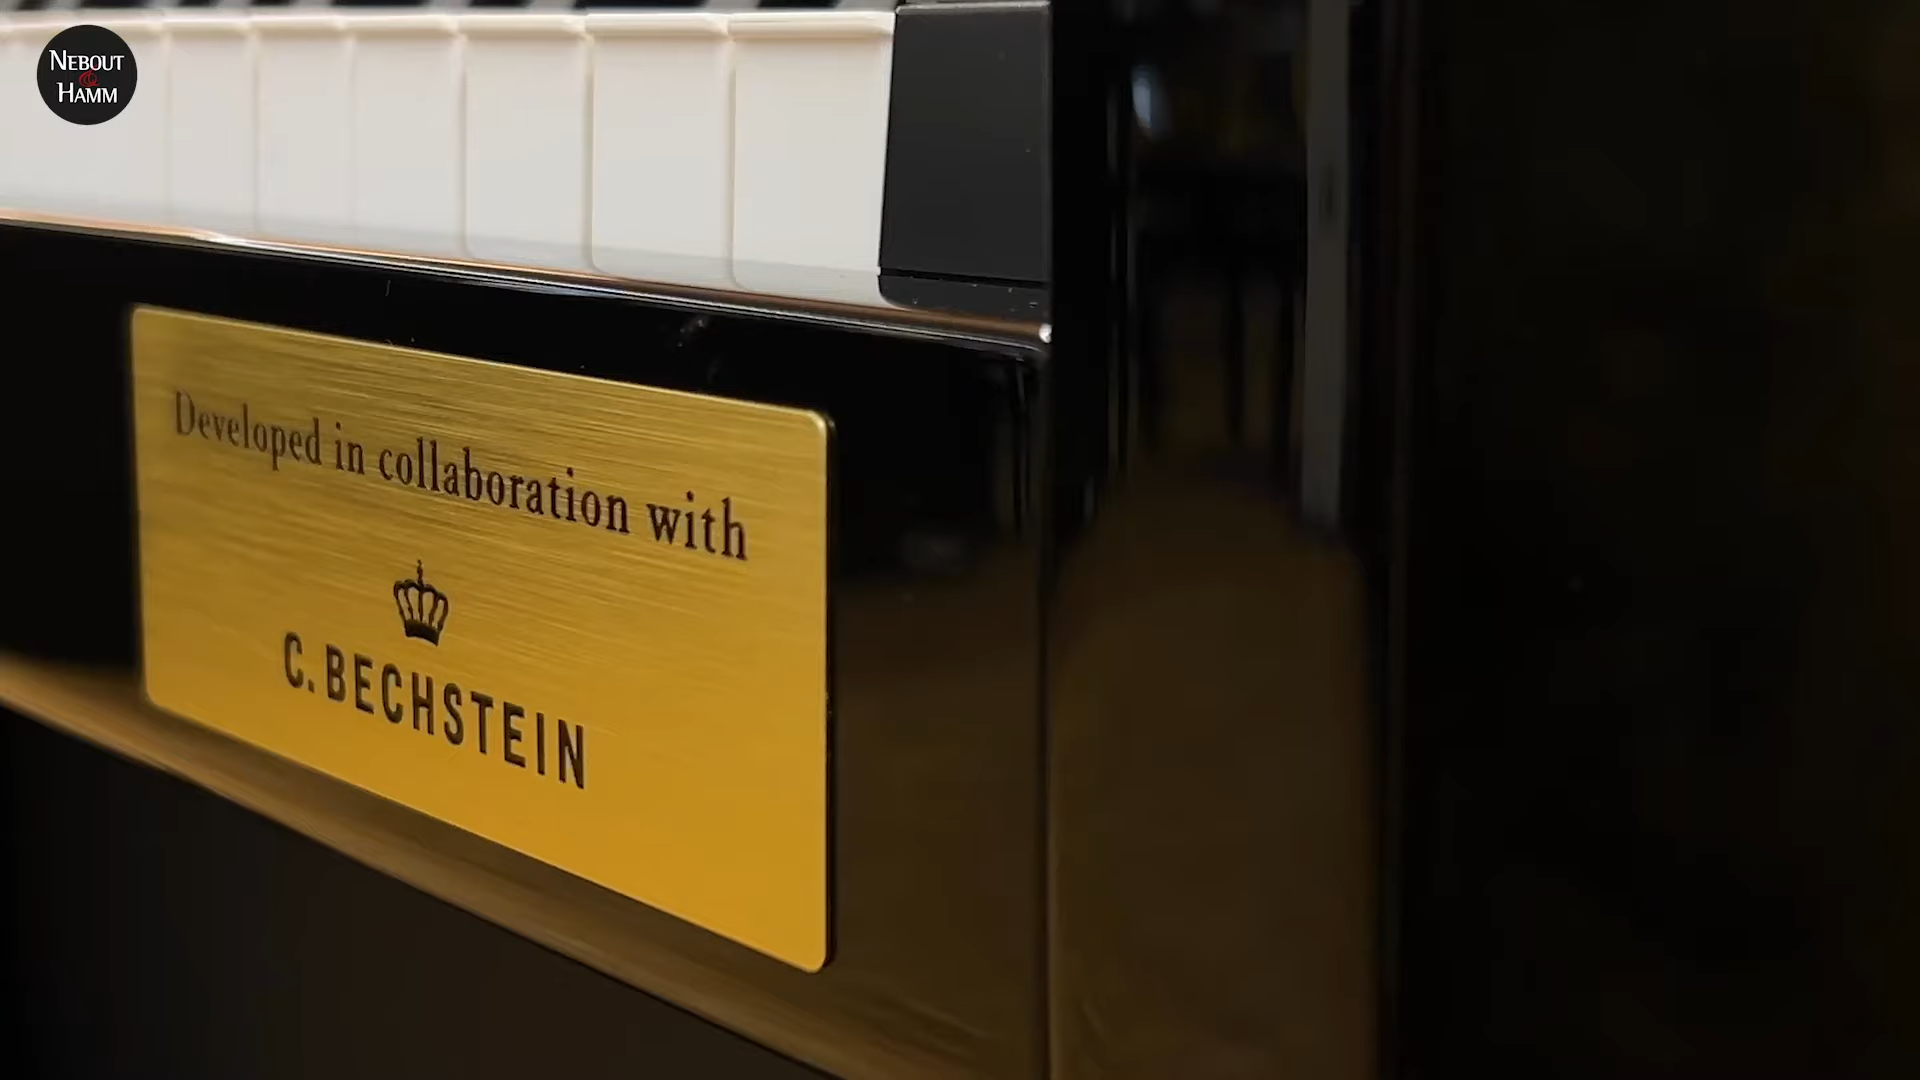 NEBOUT
&
HAMM
Developed in collaboration with
C. BECHSTEIN